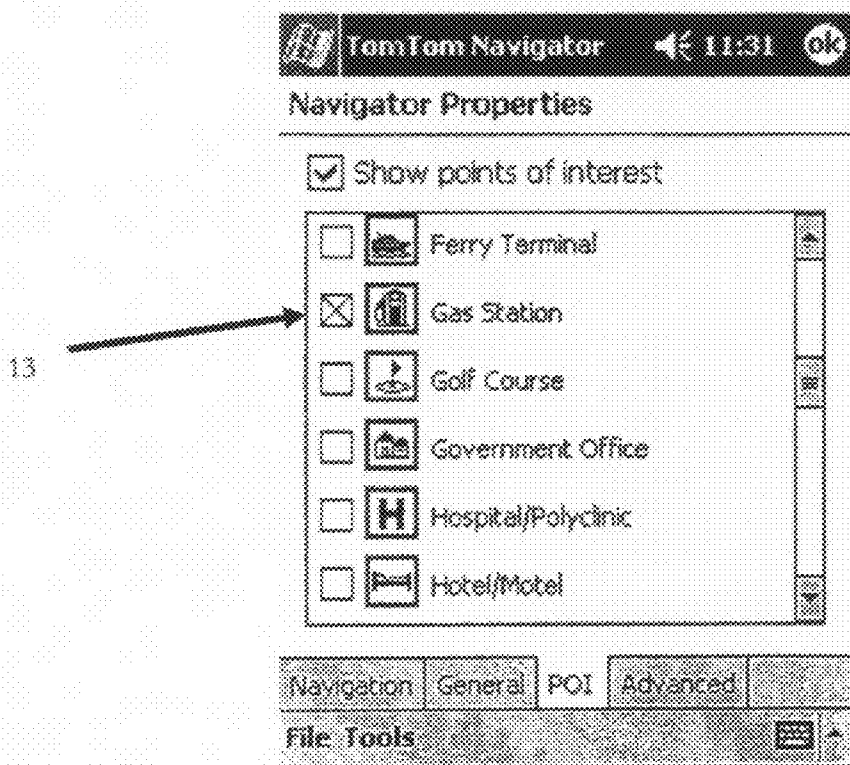 TomTom Navigator 11:31 ok
Navigator Properties
Show points of interest
Ferry Terminal
Gas Station
13
Golf Course
Government Office
H Hospital/Polyclinic
Hotel/Motel
Navigation General POI Advanced
File Tools